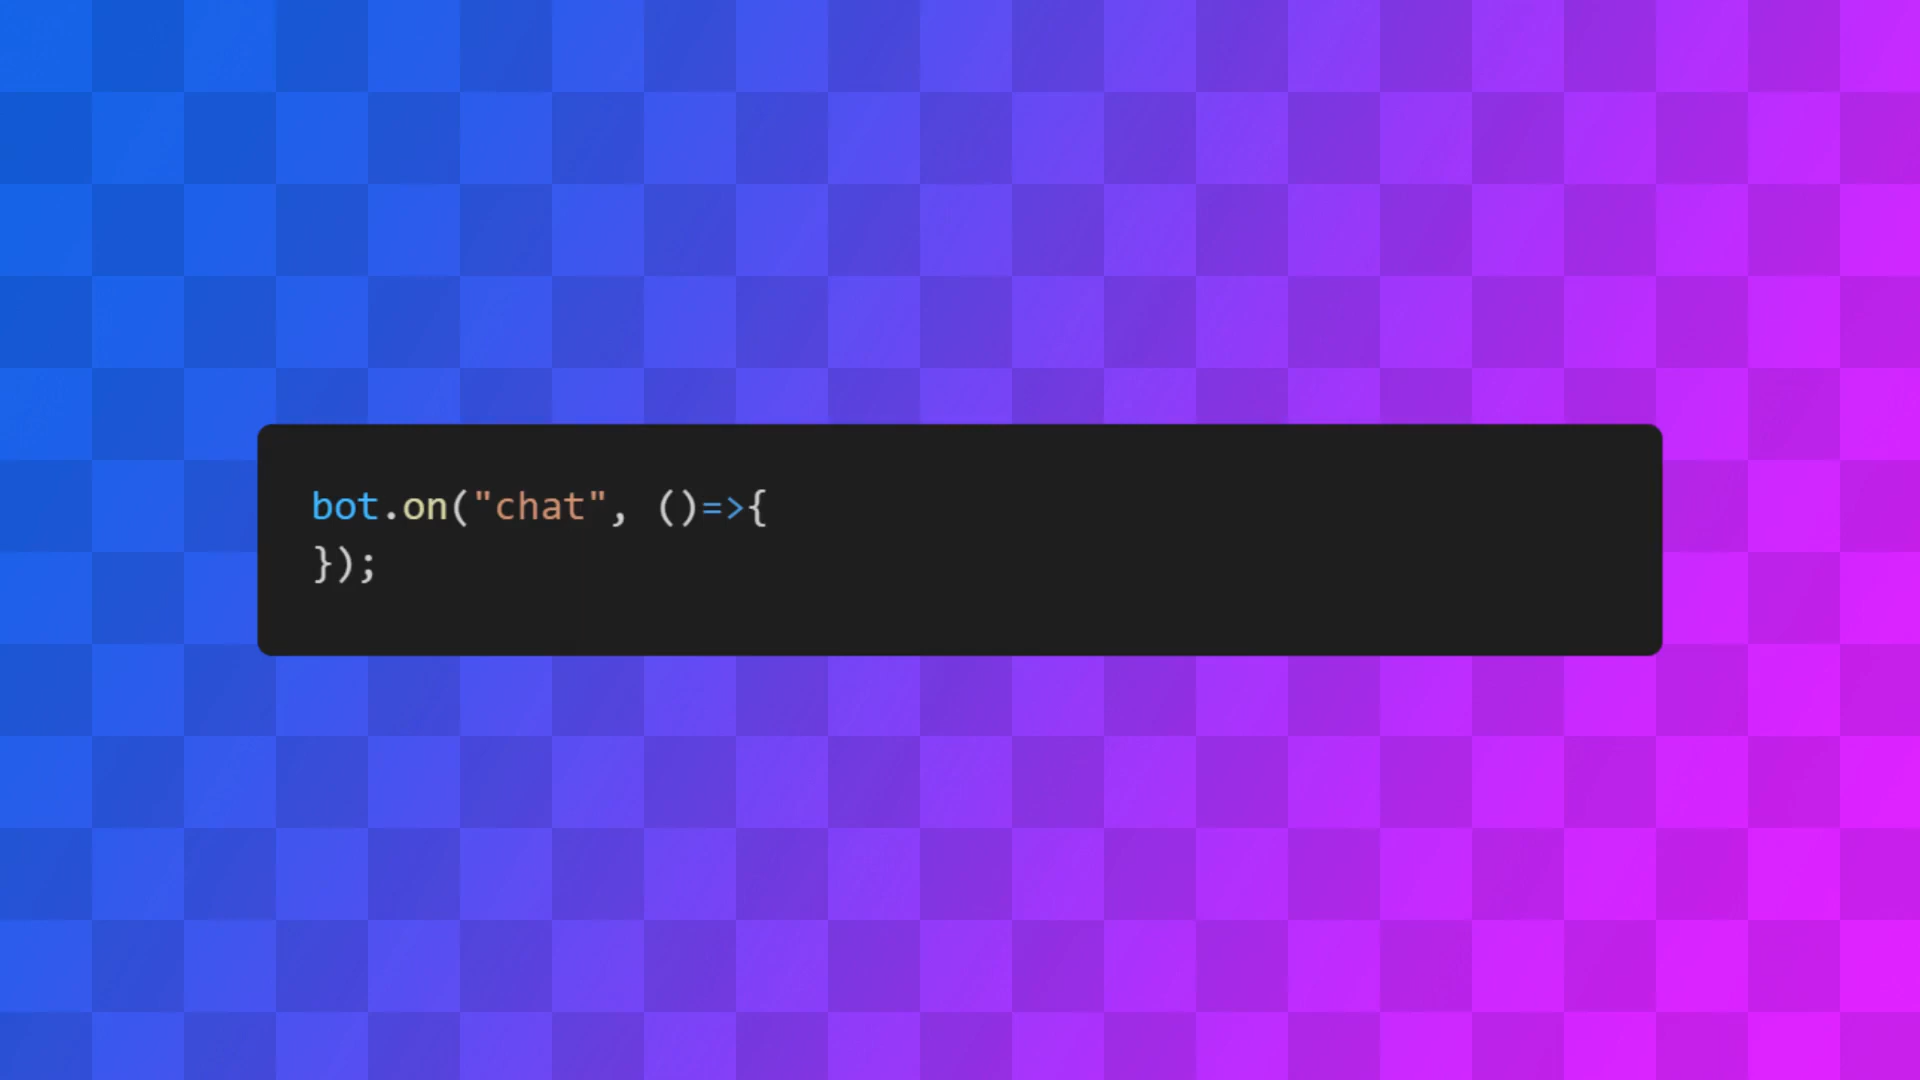 bot.on("chat", ()=>{
});